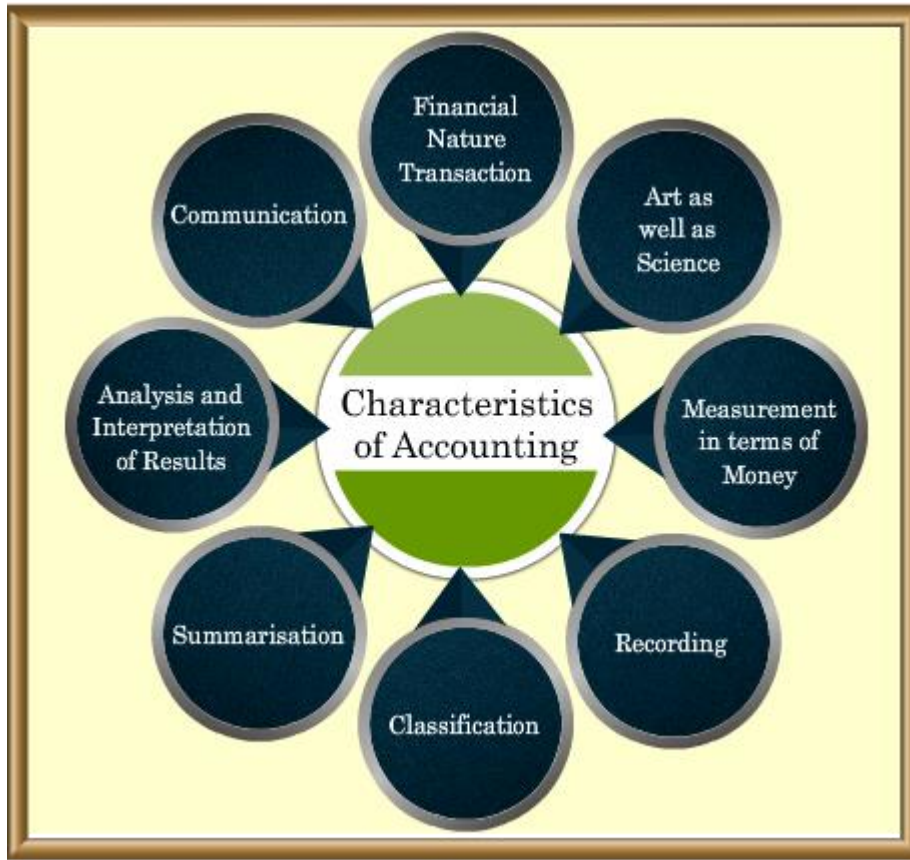 Characteristics
of Accounting
Financial
Nature
Transaction
Art as
well as
Science
Measurement
in terms of
Money
Recording
Classification
Summarisation
Analysis and
Interpretation
of Results
Communication